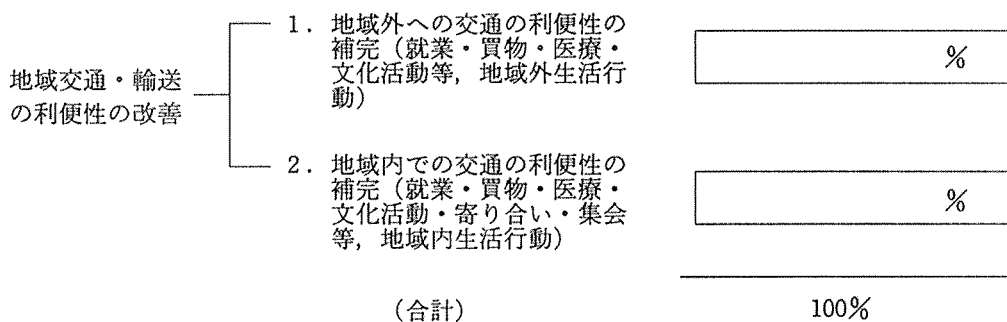 地域交通・輸送
の利便性の改善
1．地域外への交通の利便性の
補完（就業・買物・医療・
文化活動等，地域外生活行
動）
%
2．地域内での交通の利便性の
補完（就業・買物・医療・
文化活動・寄り合い・集会
等，地域内生活行動）
%
（合計）
100%